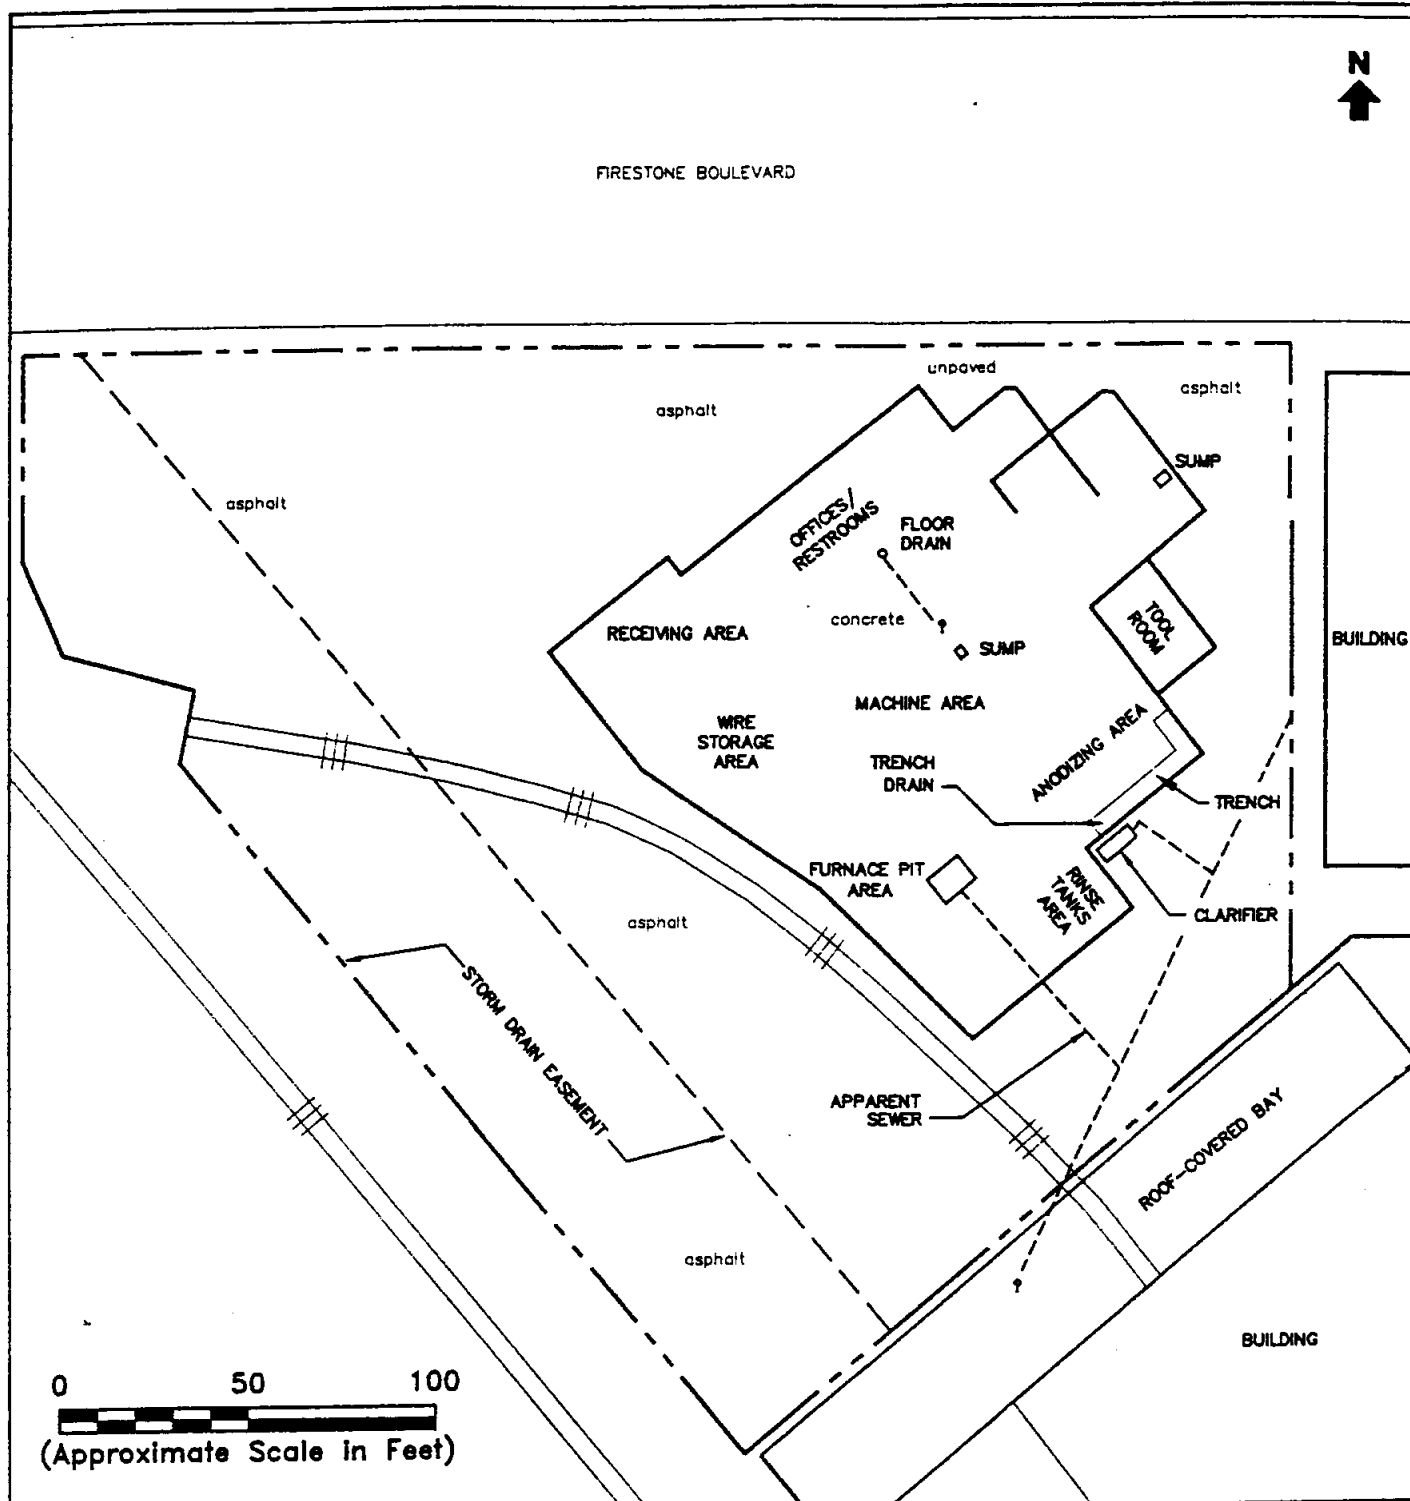 N
FIRESTONE BOULEVARD
unpaved
asphalt
asphalt
SUMP
asphalt
OFFICES/
RESTROOMS
FLOOR
DRAIN
TOOL
ROOM
concrete
RECEIVING AREA
BUILDING
SUMP
MACHINE AREA
WIRE
STORAGE
AREA
ANODIZING AREA
TRENCH
DRAIN
TRENCH
FURNACE PIT
AREA
RINSE
TANKS
AREA
CLARIFIER
asphalt
STORM DRAIN EASEMENT
APPARENT
SEWER
ROOF-COVERED BAY
asphalt
BUILDING
0 50 100
(Approximate Scale in Feet)